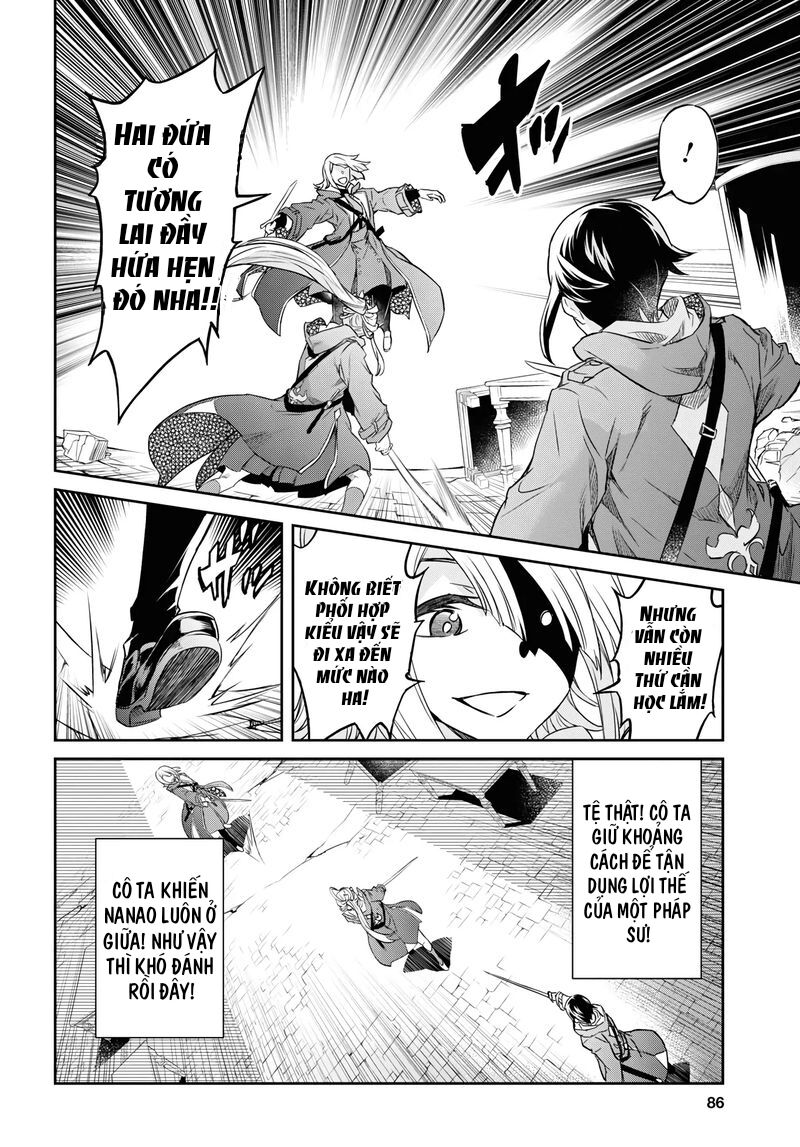 !
バッ
HAI ĐỨA
CÓ
TƯƠNG
LAI ĐẦY
HỨA HẸN
ĐÓ NHA!!
NHƯNG
VẪN CÒN
NHIỀU
THỨ CẦN
HỌC LẮM!
KHÔNG BIẾT
PHỐI HỢP
KIỂU VẬY SẼ
ĐI XA ĐẾN
MỨC NÀO
HA!
TỆ THẬT! CÔ TA
GIỮ KHOẢNG
CÁCH ĐỂ TẬN
DỤNG LỢI THẾ
CỦA MỘT PHÁP
SƯ!
CÔ TA KHIẾN
NANAO LUÔN Ở
GIỮA! NHƯ VẬY
THÌ KHÓ ĐÁNH
RỒI ĐÂY!
86